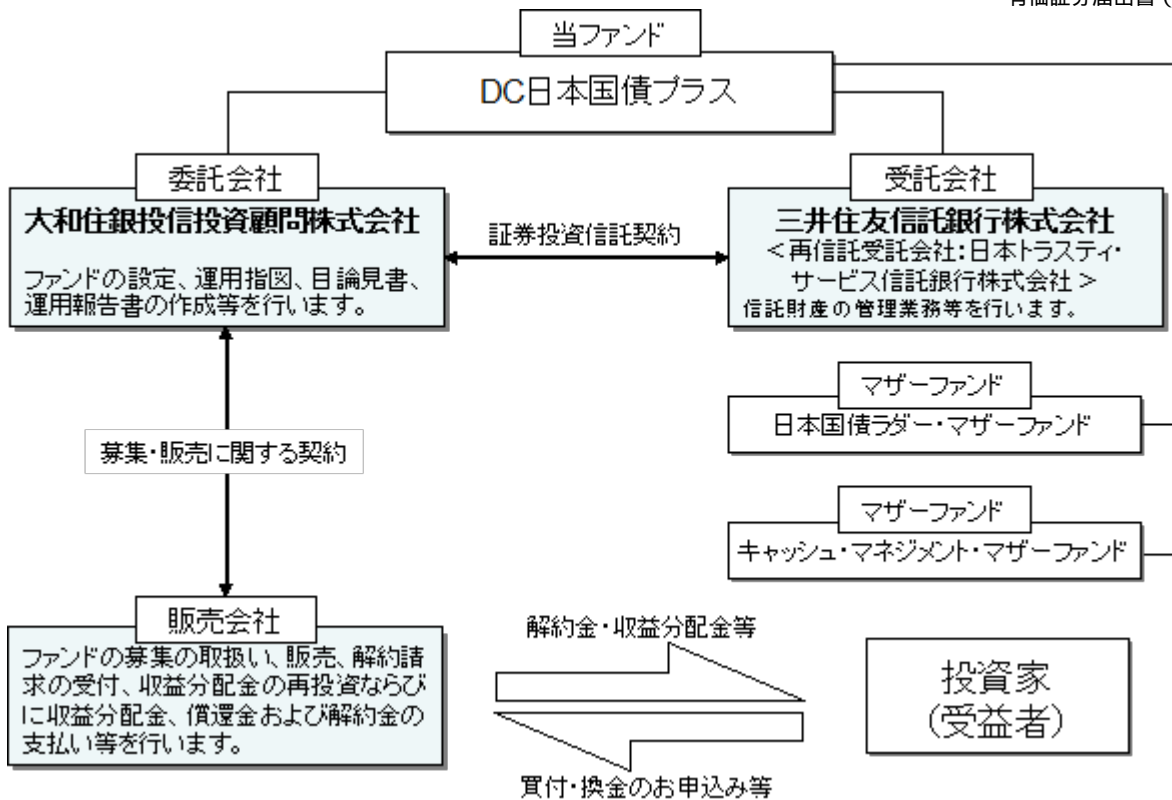 有価証券届出書（
当ファンド
DC日本国債プラス
委託会社
大和住銀投信投資顧問株式会社
ファンドの設定、運用指図、目論見書、
運用報告書の作成等を行います。
証券投資信託契約
受託会社
三井住友信託銀行株式会社
＜再信託受託会社：日本トラスティ・
サービス信託銀行株式会社＞
信託財産の管理業務等を行います。
マザーファンド
日本国債ラダー・マザーファンド
募集・販売に関する契約
マザーファンド
キャッシュ・マネジメント・マザーファンド
販売会社
ファンドの募集の取扱い、販売、解約請
求の受付、収益分配金の再投資ならび
に収益分配金、償還金および解約金の
支払い等を行います。
解約金・収益分配金等
買付・換金のお申込み等
投資家
（受益者）